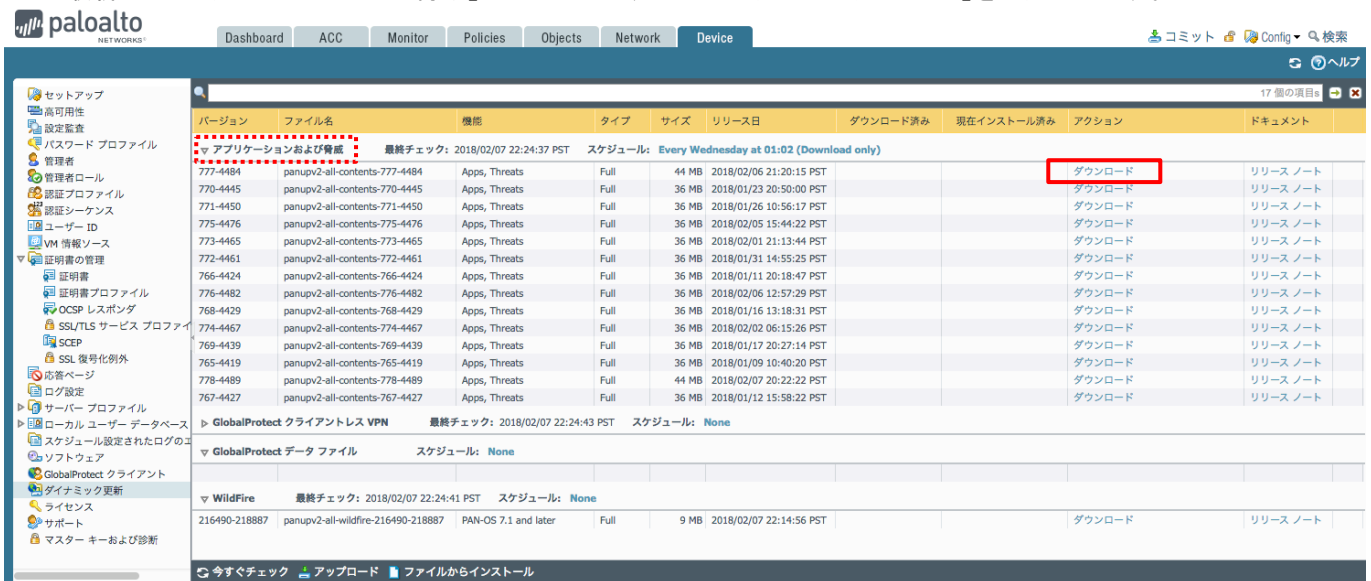 paloalto
NETWORKS®
Dashboard ACC Monitor Policies Objects Network Device
コミット Config 検索
ヘルプ
17 個の項目s
セットアップ
高可用性
設定監査
パスワード プロファイル
管理者
管理者ロール
認証プロファイル
認証シーケンス
ユーザー ID
VM 情報ソース
証明書の管理
証明書
証明書プロファイル
OCSP レスポンダ
SSL/TLS サービス プロファイ
SCEP
SSL 復号化例外
応答ページ
ログ設定
サーバー プロファイル
ローカル ユーザー データベース
スケジュール設定されたログのエ
ソフトウェア
GlobalProtect クライアント
ダイナミック更新
ライセンス
サポート
マスター キーおよび診断
バージョン ファイル名 機能 タイプ サイズ リリース日 ダウンロード済み 現在インストール済み アクション ドキュメント
アプリケーションおよび脅威 最終チェック: 2018/02/07 22:24:37 PST スケジュール: Every Wednesday at 01:02 (Download only)
777-4484 panupv2-all-contents-777-4484 Apps, Threats Full 44 MB 2018/02/06 21:20:15 PST ダウンロード リリース ノート
770-4445 panupv2-all-contents-770-4445 Apps, Threats Full 36 MB 2018/01/23 20:50:00 PST ダウンロード リリース ノート
771-4450 panupv2-all-contents-771-4450 Apps, Threats Full 36 MB 2018/01/26 10:56:17 PST ダウンロード リリース ノート
775-4476 panupv2-all-contents-775-4476 Apps, Threats Full 36 MB 2018/02/05 15:44:22 PST ダウンロード リリース ノート
773-4465 panupv2-all-contents-773-4465 Apps, Threats Full 36 MB 2018/02/01 21:13:44 PST ダウンロード リリース ノート
772-4461 panupv2-all-contents-772-4461 Apps, Threats Full 36 MB 2018/01/31 14:55:25 PST ダウンロード リリース ノート
766-4424 panupv2-all-contents-766-4424 Apps, Threats Full 36 MB 2018/01/11 20:18:47 PST ダウンロード リリース ノート
776-4482 panupv2-all-contents-776-4482 Apps, Threats Full 36 MB 2018/02/06 12:57:29 PST ダウンロード リリース ノート
768-4429 panupv2-all-contents-768-4429 Apps, Threats Full 36 MB 2018/01/16 13:18:31 PST ダウンロード リリース ノート
774-4467 panupv2-all-contents-774-4467 Apps, Threats Full 36 MB 2018/02/02 06:15:26 PST ダウンロード リリース ノート
769-4439 panupv2-all-contents-769-4439 Apps, Threats Full 36 MB 2018/01/17 20:27:14 PST ダウンロード リリース ノート
765-4419 panupv2-all-contents-765-4419 Apps, Threats Full 36 MB 2018/01/09 10:40:20 PST ダウンロード リリース ノート
778-4489 panupv2-all-contents-778-4489 Apps, Threats Full 44 MB 2018/02/07 20:22:22 PST ダウンロード リリース ノート
767-4427 panupv2-all-contents-767-4427 Apps, Threats Full 36 MB 2018/01/12 15:58:22 PST ダウンロード リリース ノート
GlobalProtect クライアントレス VPN 最終チェック: 2018/02/07 22:24:43 PST スケジュール: None
GlobalProtect データ ファイル スケジュール: None
WildFire 最終チェック: 2018/02/07 22:24:41 PST スケジュール: None
216490-218887 panupv2-all-wildfire-216490-218887 PAN-OS 7.1 and later Full 9 MB 2018/02/07 22:14:56 PST ダウンロード リリース ノート
今すぐチェック アップロード ファイルからインストール